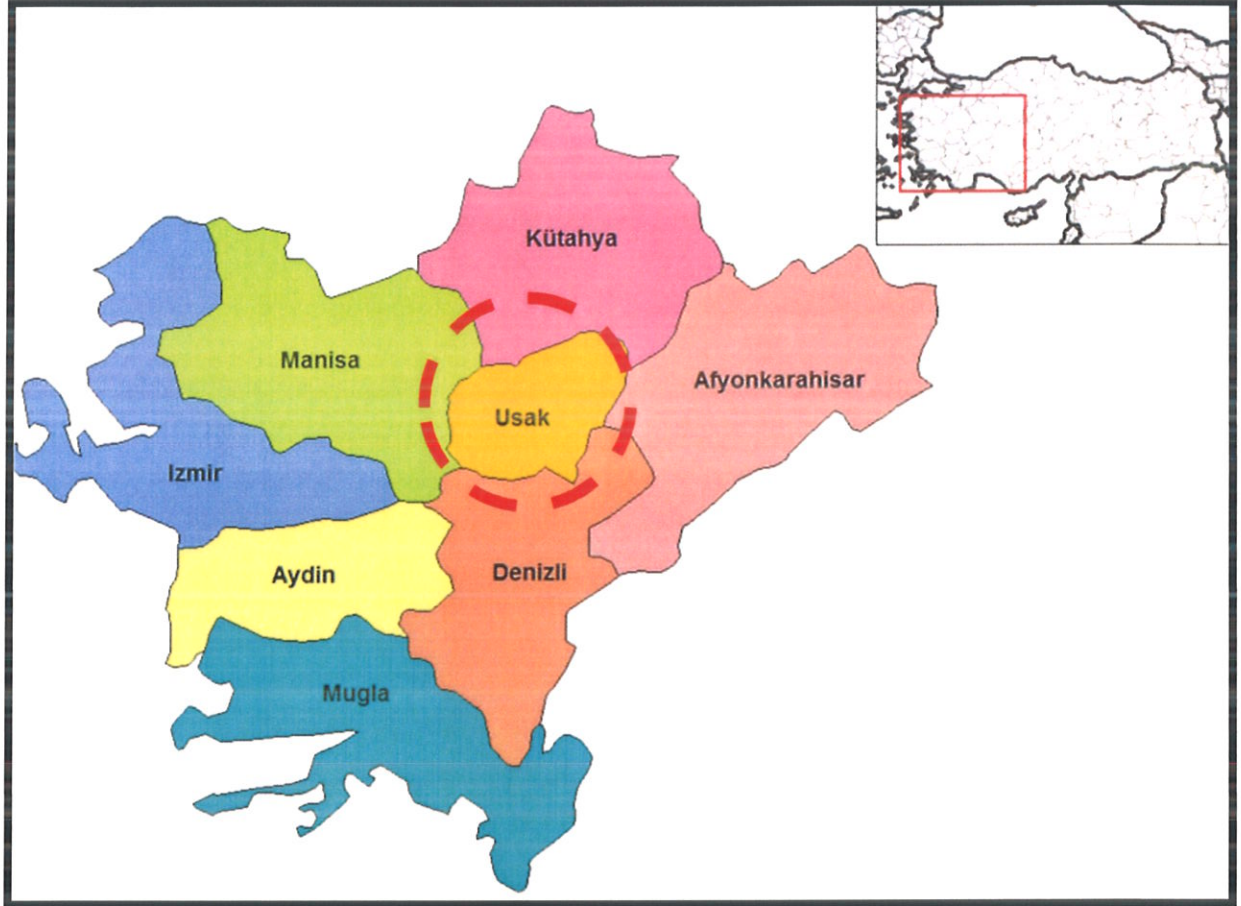 Kütahya
Manisa
Afyonkarahisar
Usak
Izmir
Aydin
Denizli
Mugla